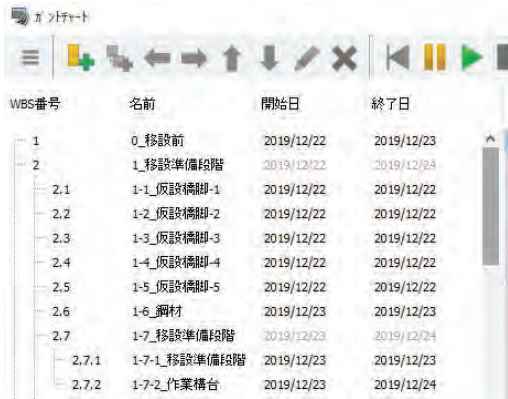 ガントチャート
WBS番号 名前 開始日 終了日
1 0_移設前 2019/12/22 2019/12/23
2 1_移設準備段階 2019/12/22 2019/12/24
2.1 1-1_仮設橋脚-1 2019/12/22 2019/12/22
2.2 1-2_仮設橋脚-2 2019/12/22 2019/12/22
2.3 1-3_仮設橋脚-3 2019/12/22 2019/12/22
2.4 1-4_仮設橋脚-4 2019/12/22 2019/12/22
2.5 1-5_仮設橋脚-5 2019/12/22 2019/12/22
2.6 1-6_鋼材 2019/12/23 2019/12/23
2.7 1-7_移設準備段階 2019/12/23 2019/12/24
2.7.1 1-7-1_移設準備段階 2019/12/23 2019/12/23
2.7.2 1-7-2_作業構台 2019/12/23 2019/12/24